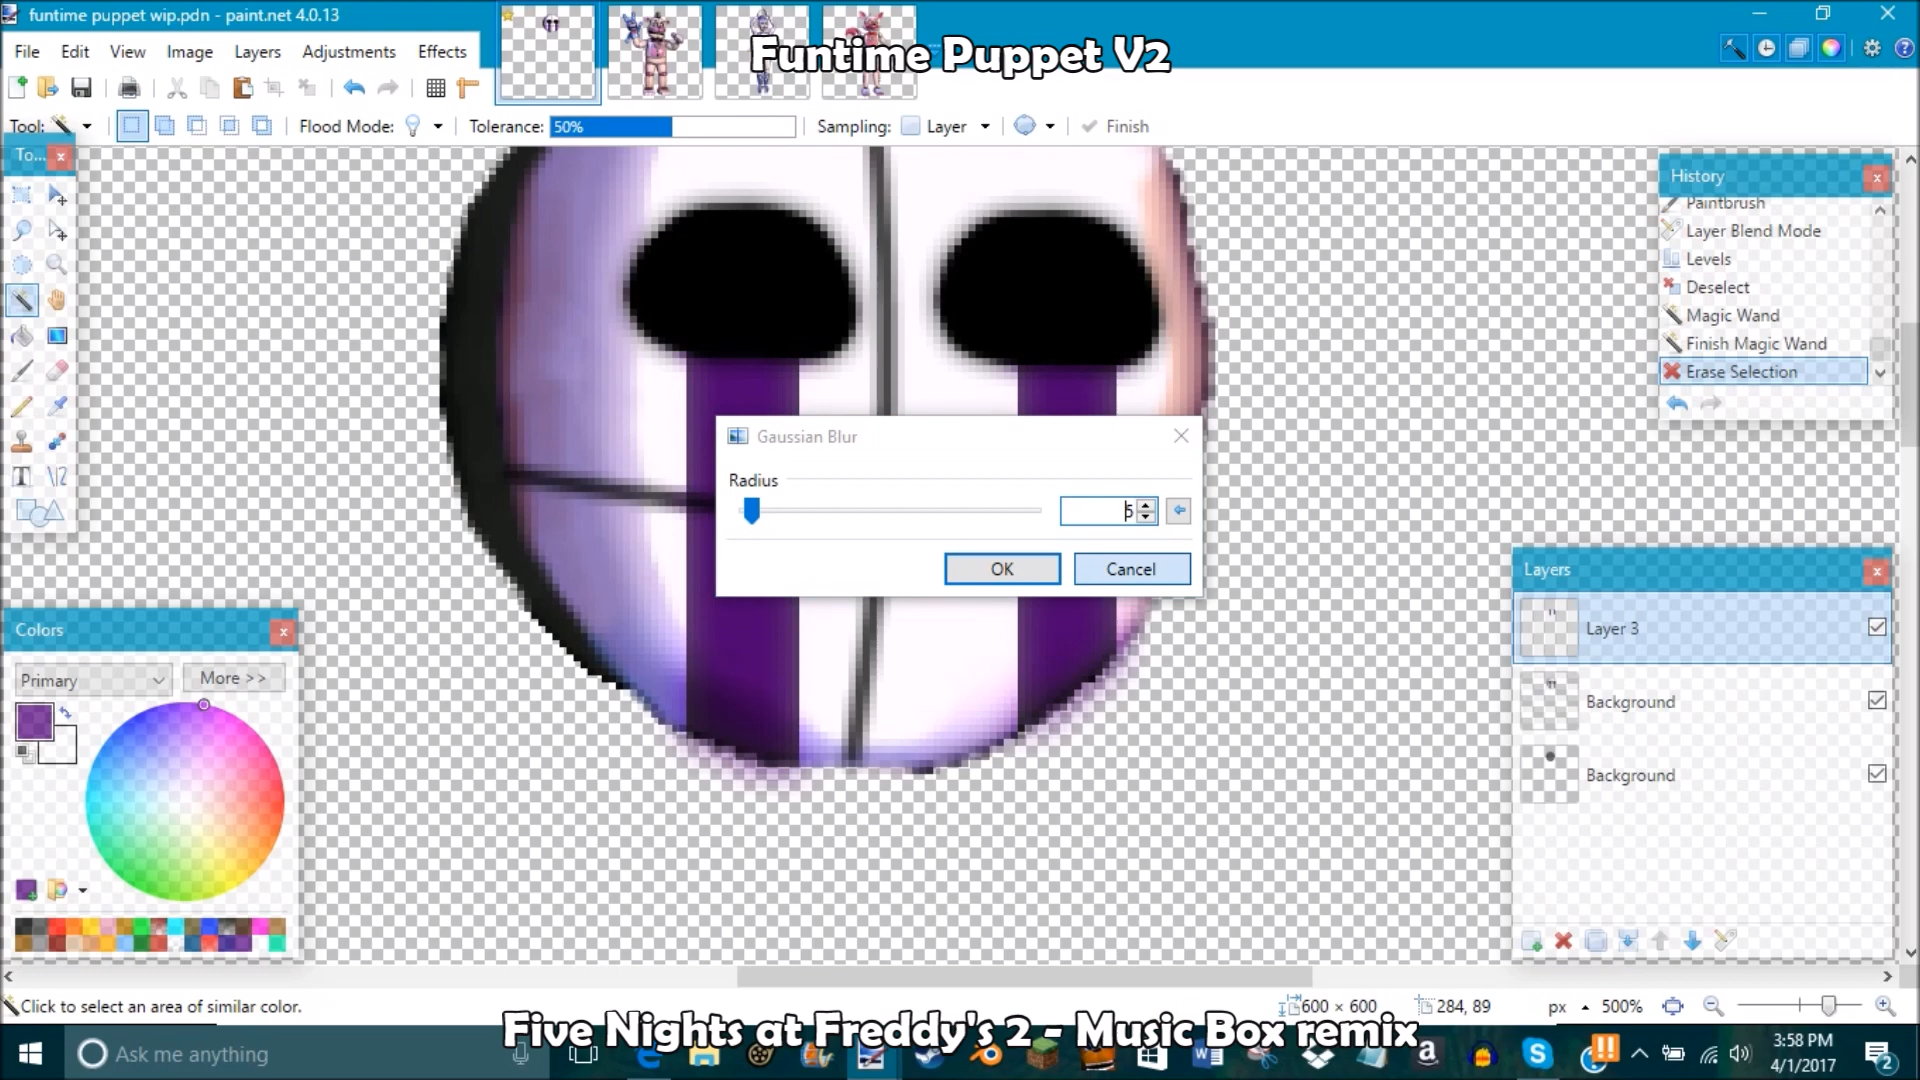 funtime puppet wip.pdn - paint.net 4.0.13
File Edit View Image Layers Adjustments Effects
Funtime Puppet V2
Tool: Flood Mode: Tolerance: 50% Sampling: Layer Finish
To...
History
Paintbrush
Layer Blend Mode
Levels
Deselect
Magic Wand
Finish Magic Wand
Erase Selection
Gaussian Blur
Radius
5
OK Cancel
Layers
Layer 3
Background
Background
Colors
Primary More >>
Click to select an area of similar color. 600 × 600 284, 89 px 500%
Five Nights at Freddy's 2 - Music Box remix
Ask me anything
3:58 PM
4/1/2017
2